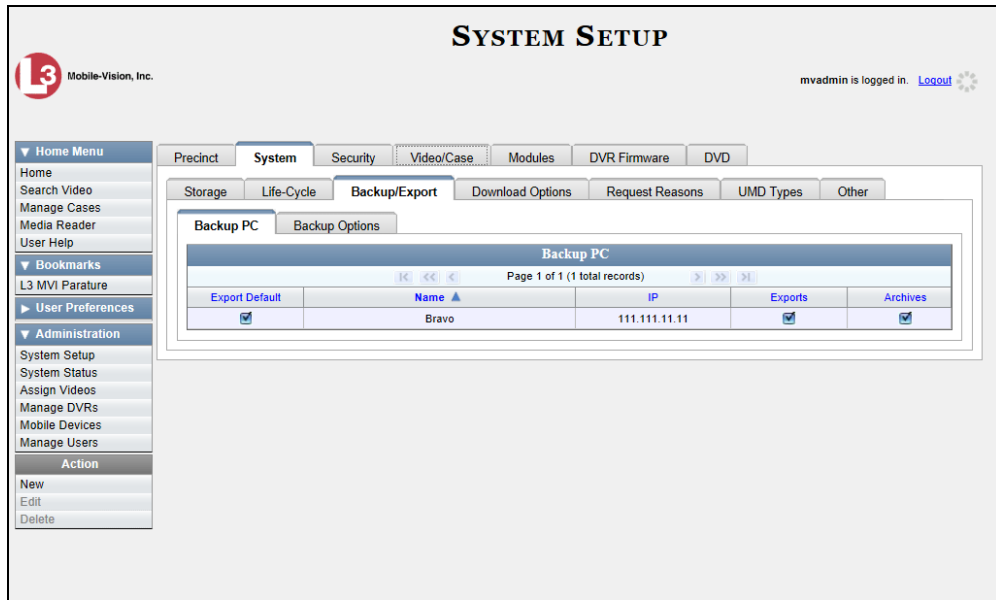 SYSTEM SETUP
L3 Mobile-Vision, Inc.
mvadmin is logged in. Logout
▼ Home Menu
Home
Search Video
Manage Cases
Media Reader
User Help
▼ Bookmarks
L3 MVI Parature
▶ User Preferences
▼ Administration
System Setup
System Status
Assign Videos
Manage DVRs
Mobile Devices
Manage Users
Action
New
Edit
Delete
Precinct System Security Video/Case Modules DVR Firmware DVD
Storage Life-Cycle Backup/Export Download Options Request Reasons UMD Types Other
Backup PC Backup Options
Backup PC
Page 1 of 1 (1 total records)
Export Default Name ▲ IP Exports Archives
Bravo 111.111.11.11